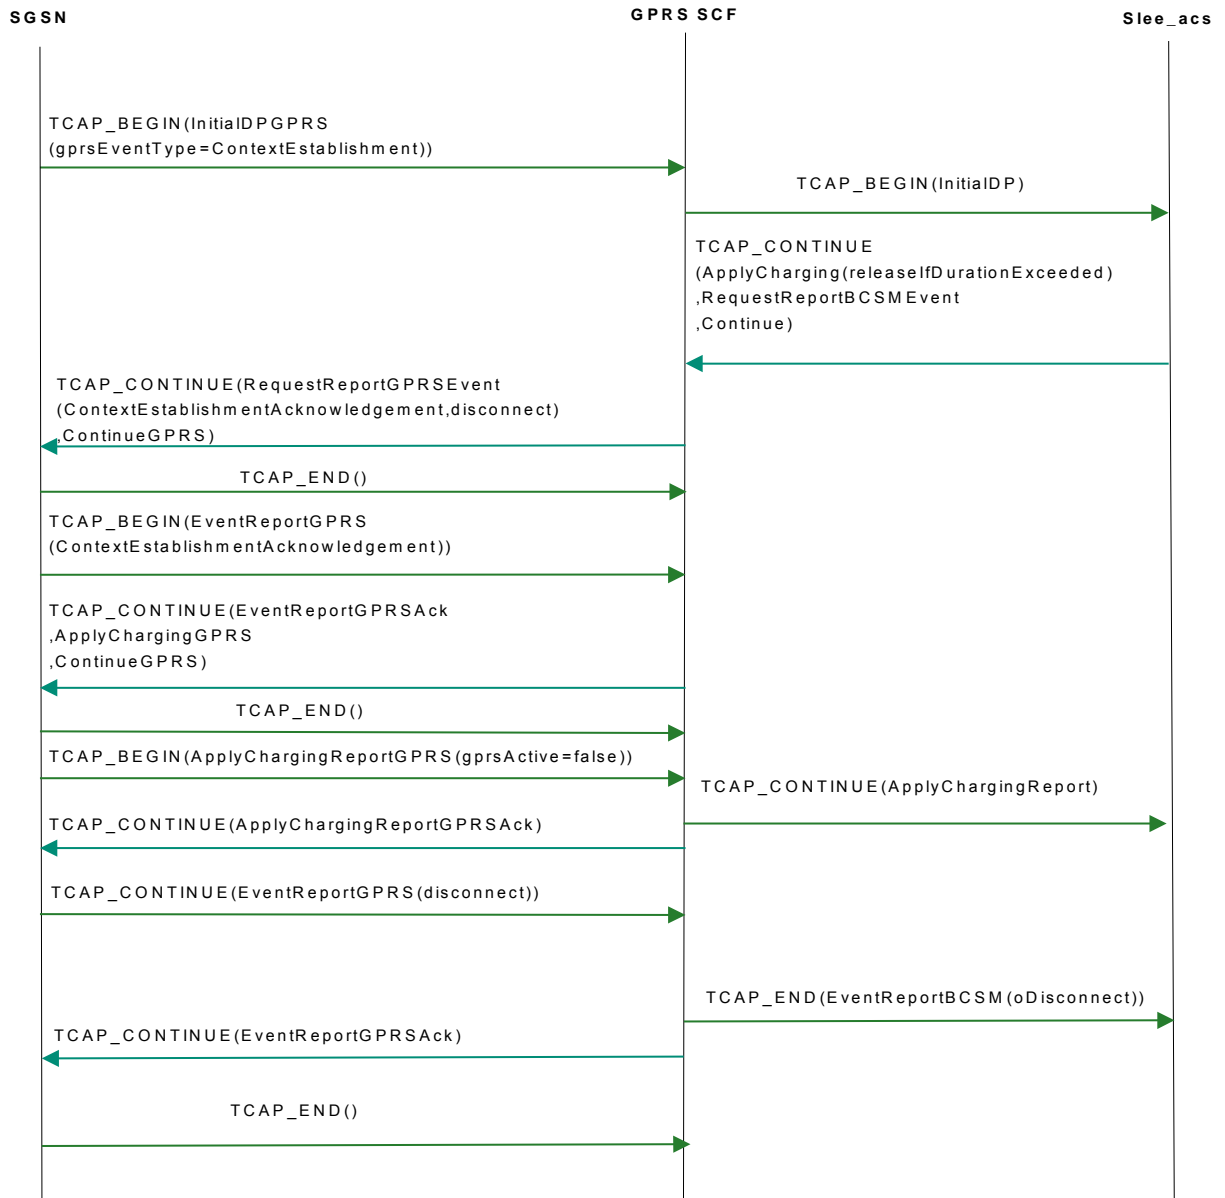 SGSN
GPRS SCF
Slee_acs
TCAP_BEGIN(InitialDPGPRS
(gprsEventType=ContextEstablishment))
TCAP_BEGIN(InitialDP)
TCAP_CONTINUE
(ApplyCharging(releaseIfDurationExceeded)
,RequestReportBCSMEvent
,Continue)
TCAP_CONTINUE(RequestReportGPRSEvent
(ContextEstablishmentAcknowledgement,disconnect)
,ContinueGPRS)
TCAP_END()
TCAP_BEGIN(EventReportGPRS
(ContextEstablishmentAcknowledgement))
TCAP_CONTINUE(EventReportGPRSAck
,ApplyChargingGPRS
,ContinueGPRS)
TCAP_END()
TCAP_BEGIN(ApplyChargingReportGPRS(gprsActive=false))
TCAP_CONTINUE(ApplyChargingReport)
TCAP_CONTINUE(ApplyChargingReportGPRSAck)
TCAP_CONTINUE(EventReportGPRS(disconnect))
TCAP_END(EventReportBCSM(oDisconnect))
TCAP_CONTINUE(EventReportGPRSAck)
TCAP_END()